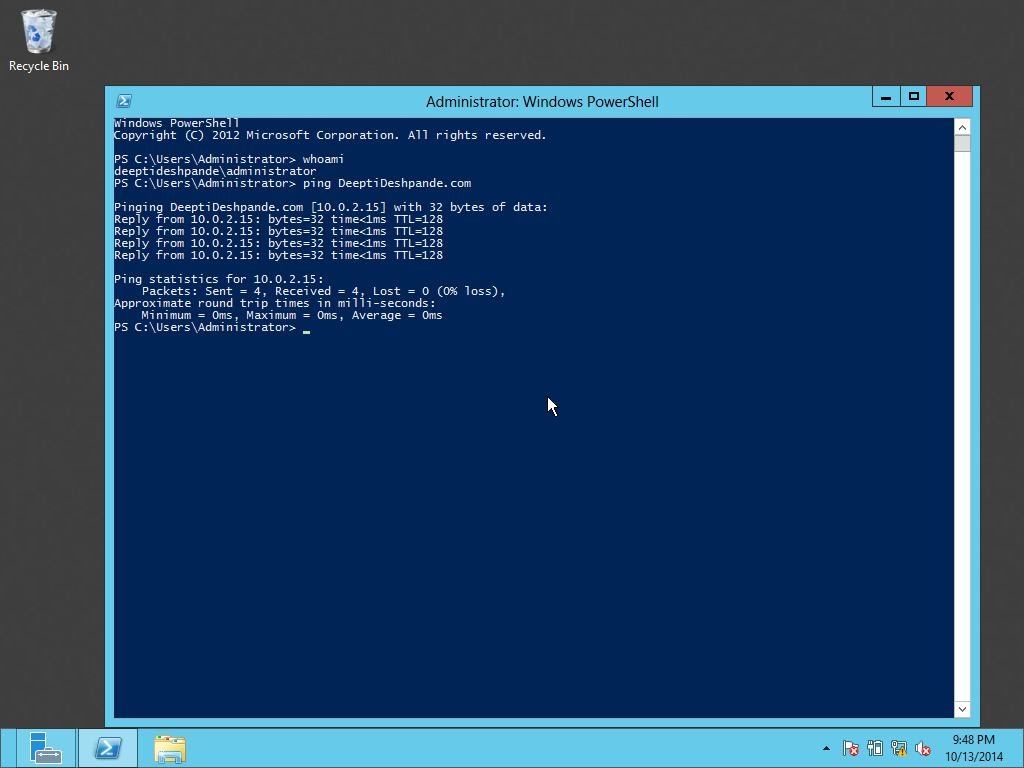 Recycle Bin
Administrator: Windows PowerShell
Windows PowerShell
Copyright (C) 2012 Microsoft Corporation. All rights reserved.
PS C:\Users\Administrator> whoami
deeptideshpande\administrator
PS C:\Users\Administrator> ping DeeptiDeshpande.com
Pinging DeeptiDeshpande.com [10.0.2.15] with 32 bytes of data:
Reply from 10.0.2.15: bytes=32 time<1ms TTL=128
Reply from 10.0.2.15: bytes=32 time<1ms TTL=128
Reply from 10.0.2.15: bytes=32 time<1ms TTL=128
Reply from 10.0.2.15: bytes=32 time<1ms TTL=128
Ping statistics for 10.0.2.15:
    Packets: Sent = 4, Received = 4, Lost = 0 (0% loss),
Approximate round trip times in milli-seconds:
    Minimum = 0ms, Maximum = 0ms, Average = 0ms
PS C:\Users\Administrator> _
9:48 PM
10/13/2014